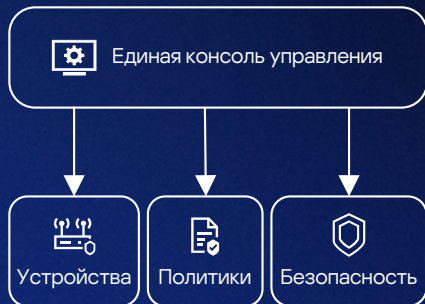 Единая консоль управления
Устройства
Политики
Безопасность